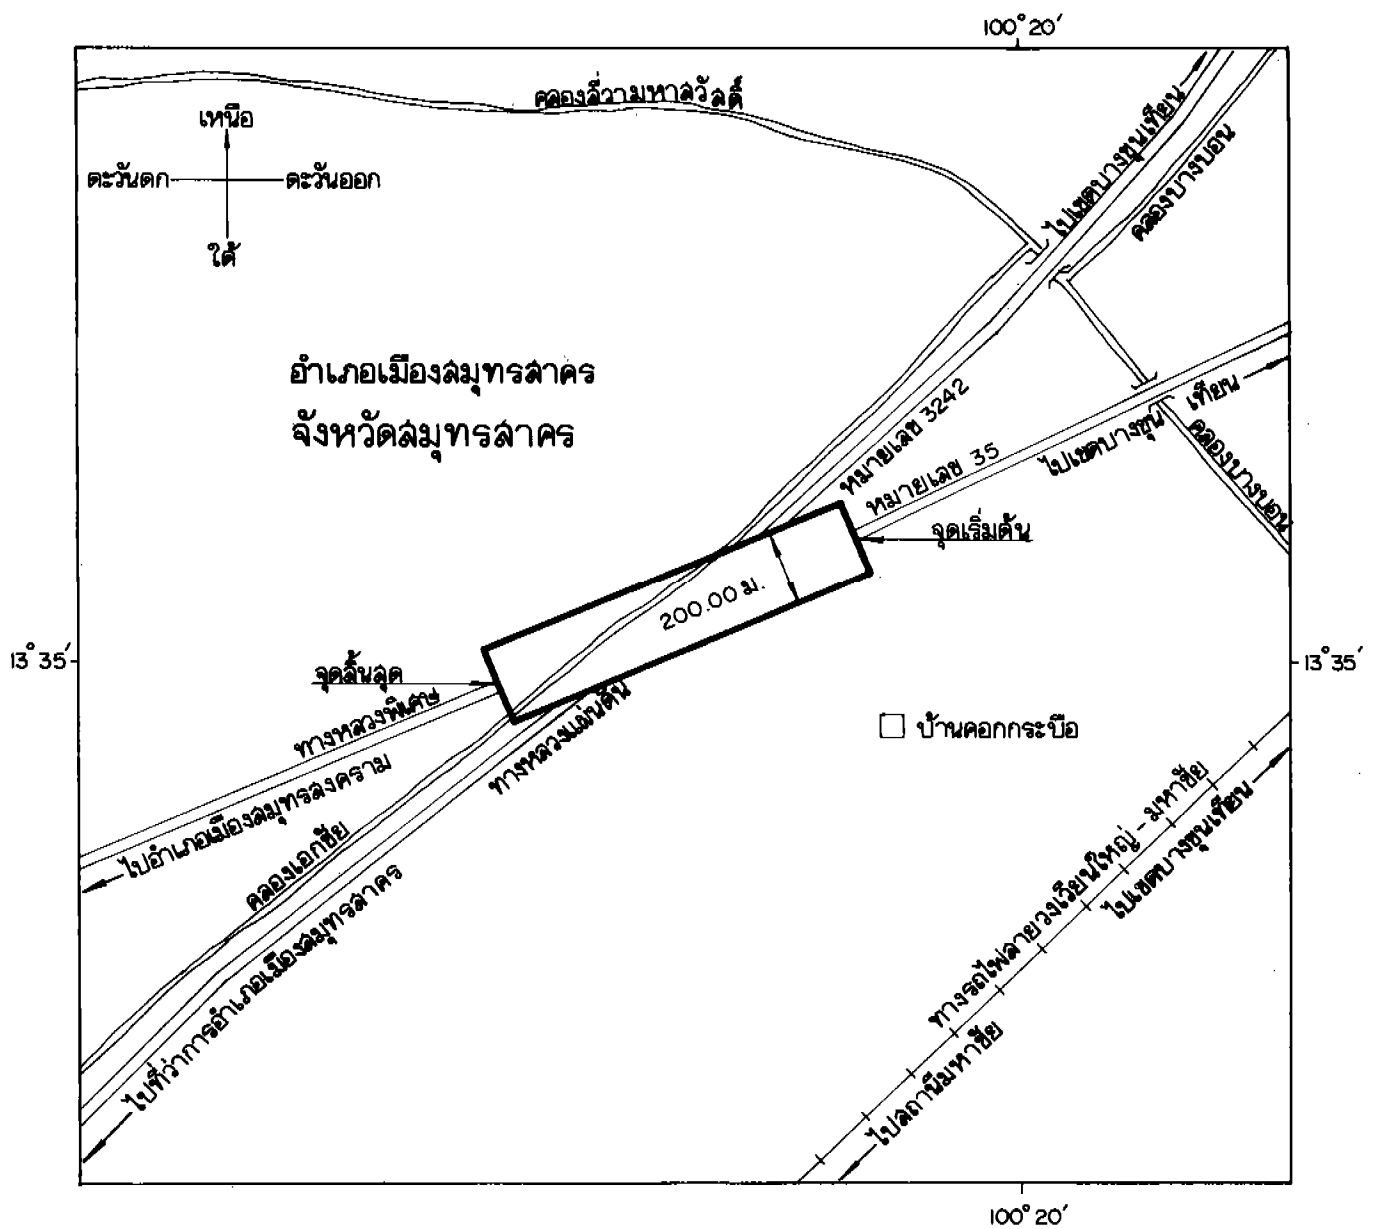 100° 20′
คลองสี่วามหาสวัสดิ์
เหนือ
ตะวันตก
ตะวันออก
ใต้
ไปเขตบางขุนเทียน
คลองบางบอน
อำเภอเมืองสมุทรสาคร
จังหวัดสมุทรสาคร
หมายเลข 3242
หมายเลข 35
ไปเขตบางขุนเทียน
คลองบางบอน
จุดเริ่มต้น
200.00 ม.
13° 35′
13° 35′
จุดสิ้นสุด
ทางหลวงพิเศษ
ทางหลวงแผ่นดิน
บ้านคอกกระบือ
ไปอำเภอเมืองสมุทรสงคราม
คลองเอกชัย
ไปที่ว่าการอำเภอเมืองสมุทรสาคร
ทางรถไฟสายวงเวียนใหญ่ - มหาชัย
ไปเขตบางขุนเทียน
ไปสถานีมหาชัย
100° 20′